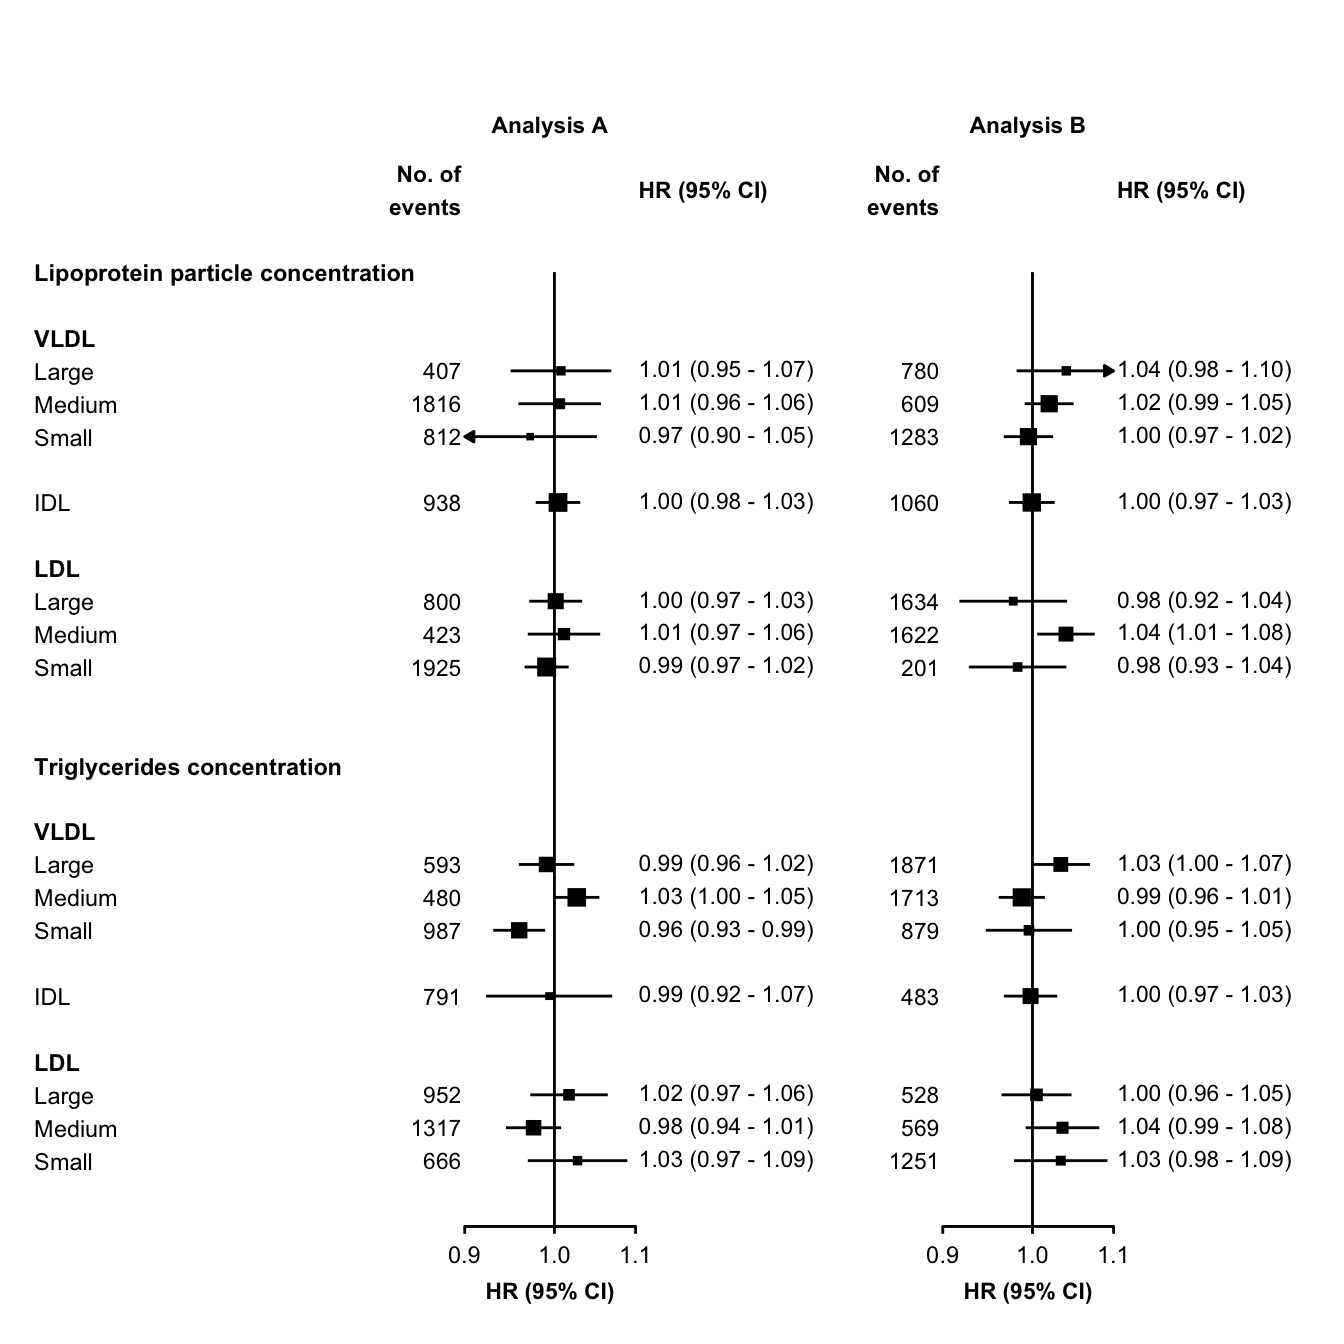 Analysis A Analysis B
No. of HR (95% CI) No. of HR (95% CI)
events events
Lipoprotein particle concentration
VLDL
Large 407 1.01 (0.95 - 1.07) 780 1.04 (0.98 - 1.10)
Medium 1816 1.01 (0.96 - 1.06) 609 1.02 (0.99 - 1.05)
Small 812 0.97 (0.90 - 1.05) 1283 1.00 (0.97 - 1.02)
IDL 938 1.00 (0.98 - 1.03) 1060 1.00 (0.97 - 1.03)
LDL
Large 800 1.00 (0.97 - 1.03) 1634 0.98 (0.92 - 1.04)
Medium 423 1.01 (0.97 - 1.06) 1622 1.04 (1.01 - 1.08)
Small 1925 0.99 (0.97 - 1.02) 201 0.98 (0.93 - 1.04)
Triglycerides concentration
VLDL
Large 593 0.99 (0.96 - 1.02) 1871 1.03 (1.00 - 1.07)
Medium 480 1.03 (1.00 - 1.05) 1713 0.99 (0.96 - 1.01)
Small 987 0.96 (0.93 - 0.99) 879 1.00 (0.95 - 1.05)
IDL 791 0.99 (0.92 - 1.07) 483 1.00 (0.97 - 1.03)
LDL
Large 952 1.02 (0.97 - 1.06) 528 1.00 (0.96 - 1.05)
Medium 1317 0.98 (0.94 - 1.01) 569 1.04 (0.99 - 1.08)
Small 666 1.03 (0.97 - 1.09) 1251 1.03 (0.98 - 1.09)
0.9 1.0 1.1 0.9 1.0 1.1
HR (95% CI) HR (95% CI)